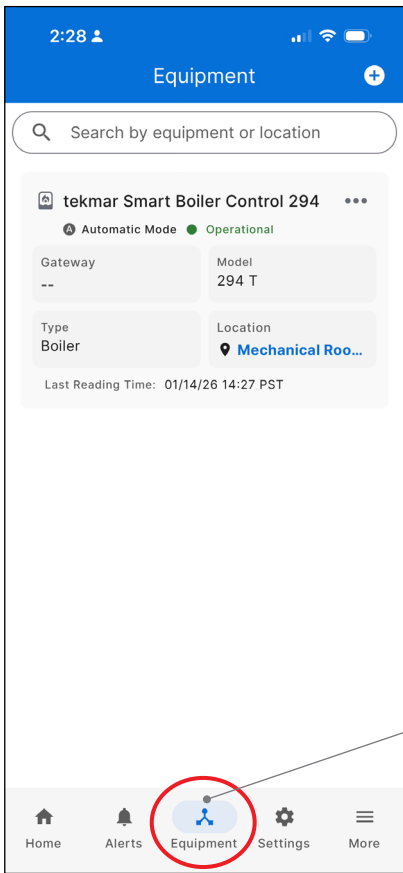 2:28
Equipment
Search by equipment or location
tekmar Smart Boiler Control 294
A Automatic Mode Operational
Gateway
--
Model
294 T
Type
Boiler
Location
Mechanical Roo...
Last Reading Time: 01/14/26 14:27 PST
Home Alerts Equipment Settings More